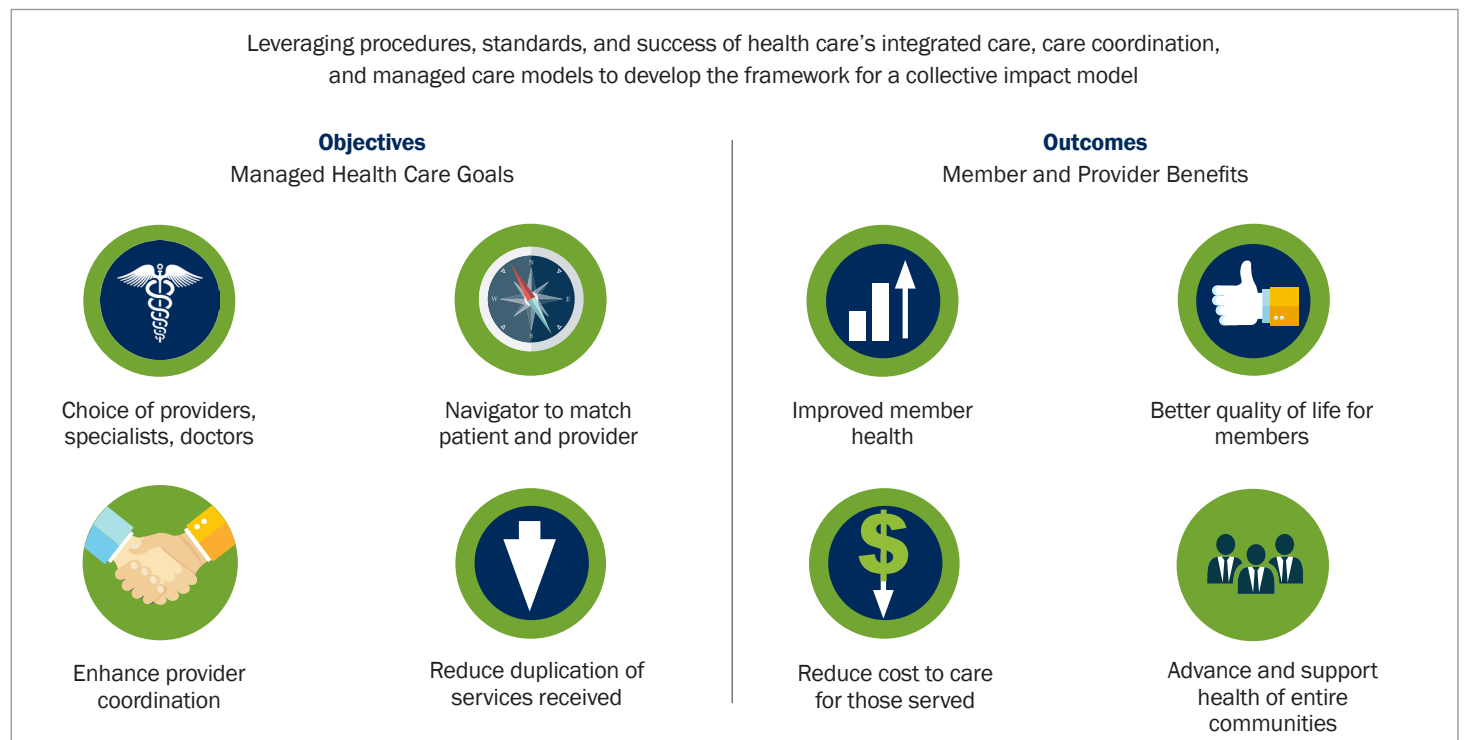 Leveraging procedures, standards, and success of health care’s integrated care, care coordination,
and managed care models to develop the framework for a collective impact model
Objectives
Managed Health Care Goals
Choice of providers,
specialists, doctors
N
W
E
S
Navigator to match
patient and provider
Enhance provider
coordination
Reduce duplication of
services received
Outcomes
Member and Provider Benefits
Improved member
health
Better quality of life for
members
$
Reduce cost to care
for those served
Advance and support
health of entire
communities